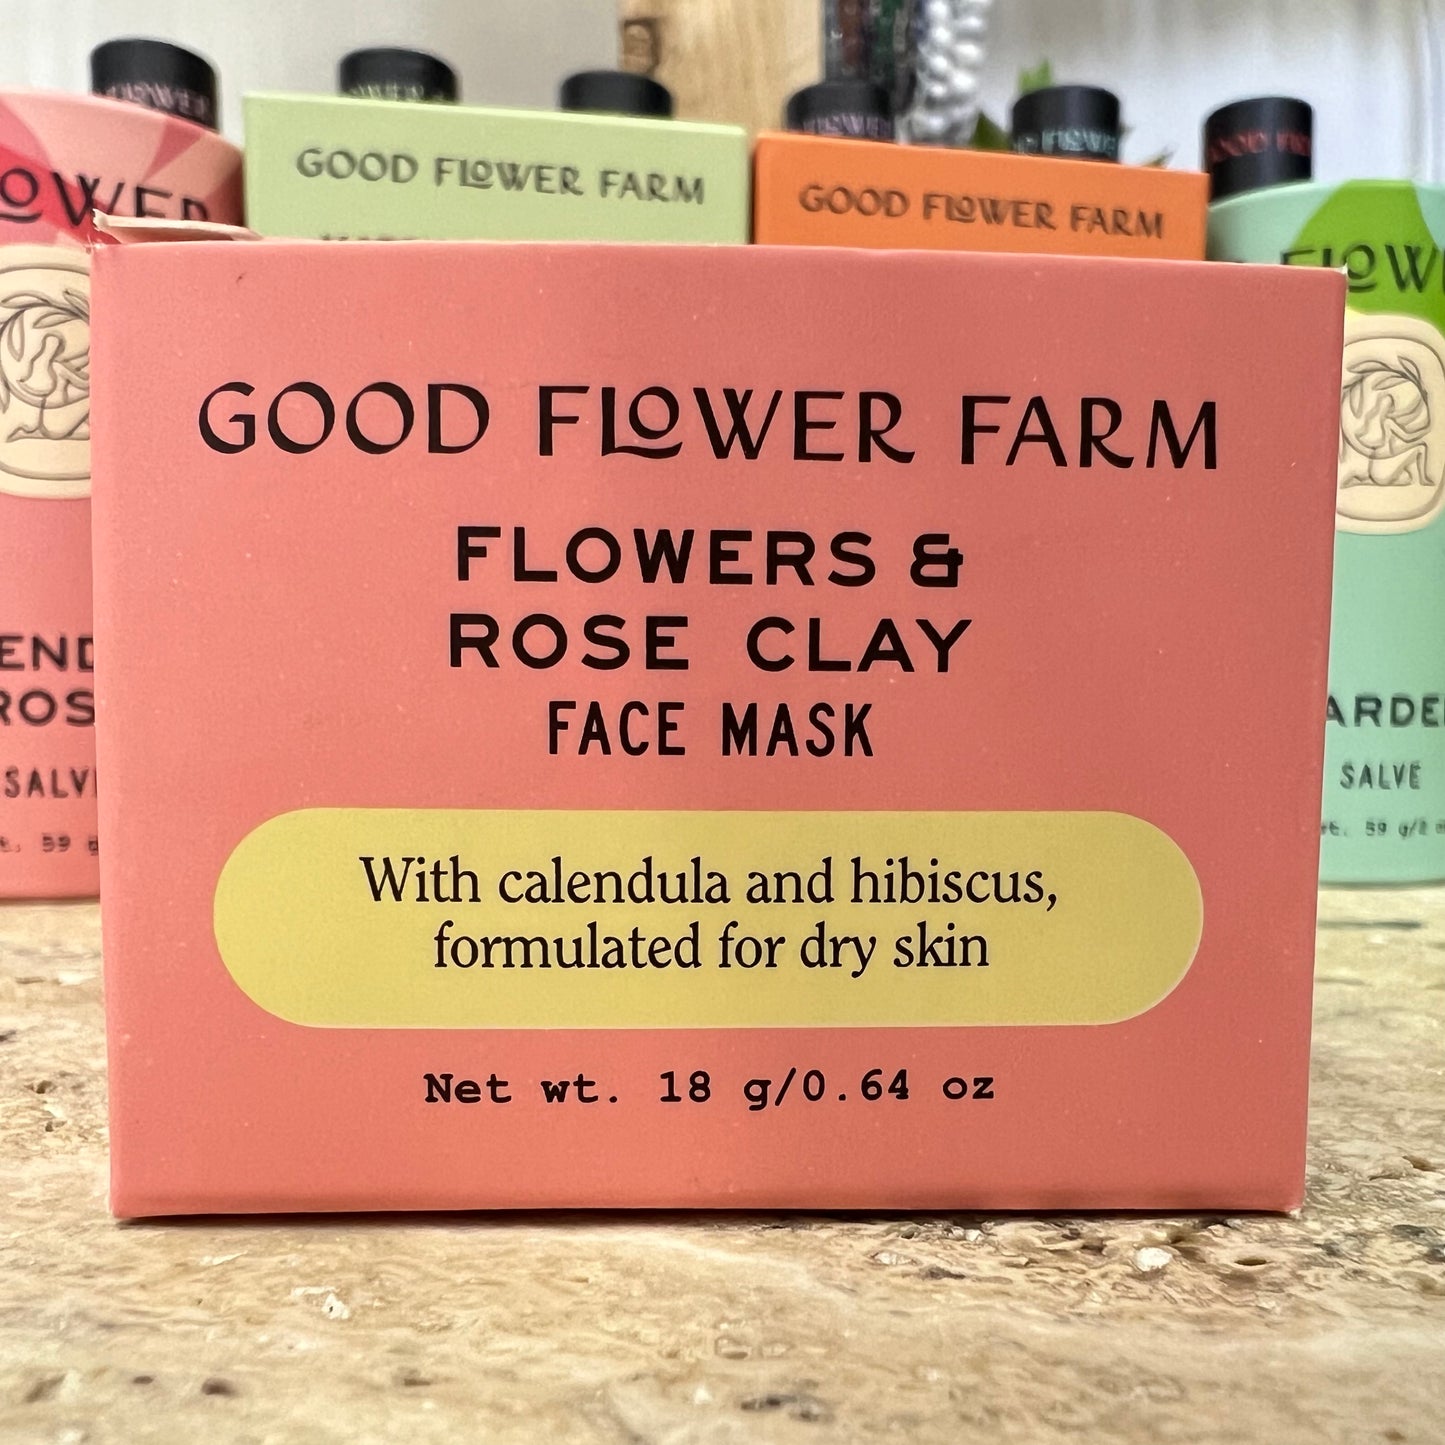 GOOD FLOWER FARM
GOOD FLOWER FARM
GOOD FLOWER FARM
FLOWERS &
ROSE CLAY
FACE MASK
With calendula and hibiscus,
formulated for dry skin
Net wt. 18 g/0.64 oz
SALVE